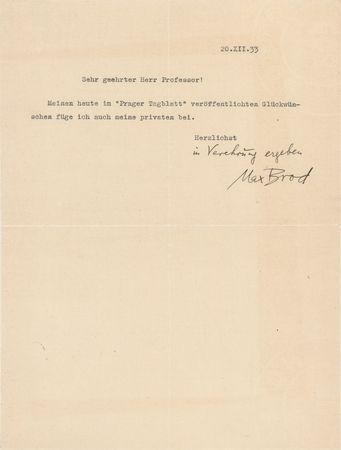 20.XII.33
Sehr geehrter Herr Professor!
Meinen heute im "Prager Tagblatt" veröffentlichten Glückwün-
schen füge ich auch meine privaten bei.
Herzlichst
in Verehrung ergeben
Max Brod